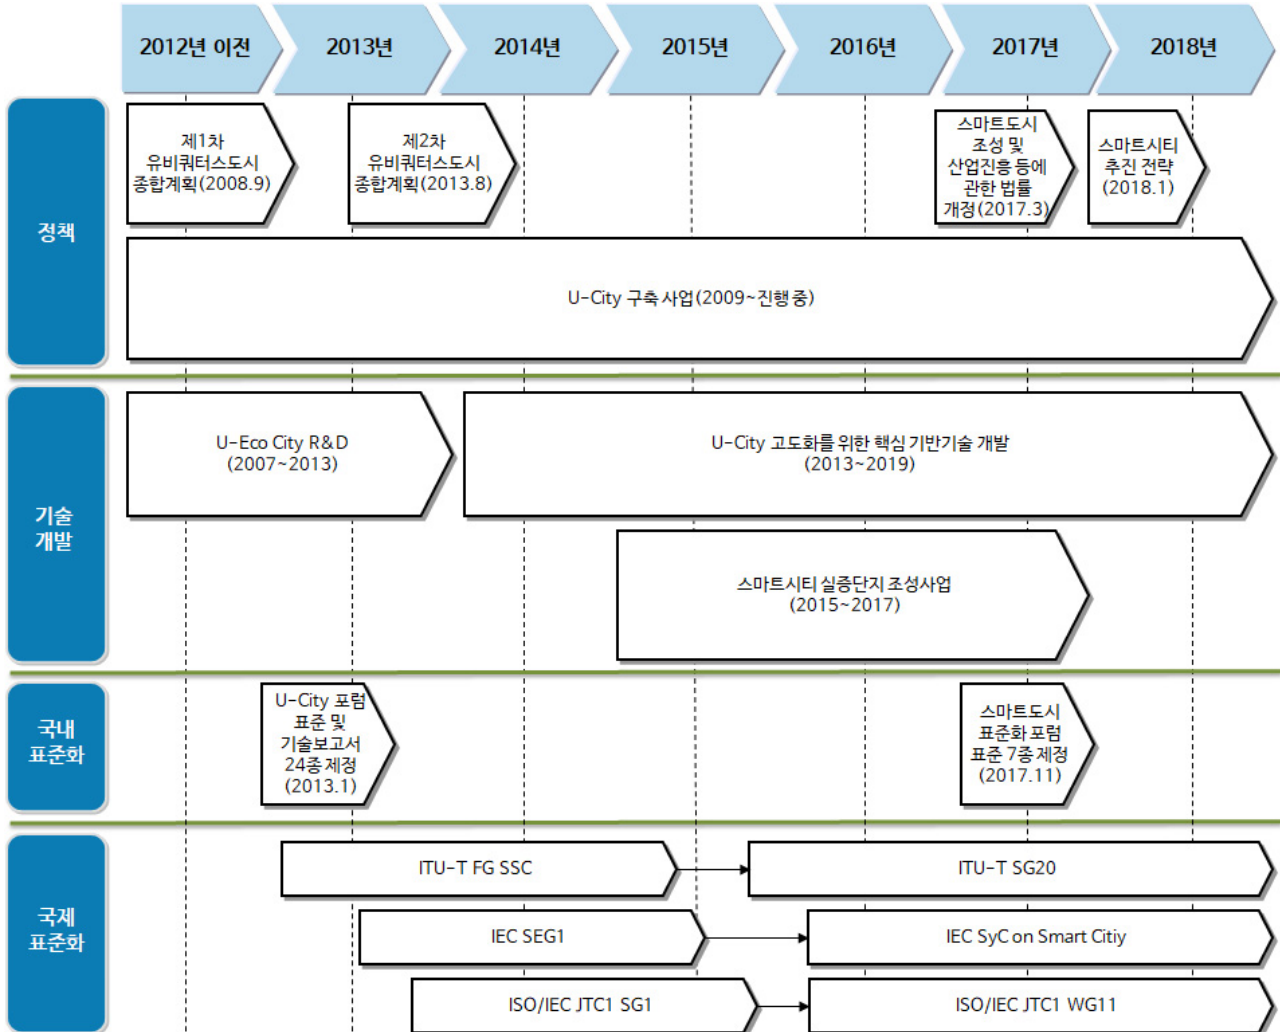 2012년 이전
2013년
2014년
2015년
2016년
2017년
2018년
정책
제1차
유비쿼터스도시
종합계획(2008.9)
제2차
유비쿼터스도시
종합계획(2013.8)
스마트도시
조성 및
산업진흥 등에
관한 법률
개정(2017.3)
스마트시티
추진 전략
(2018.1)
U-City 구축 사업(2009~진행 중)
기술
개발
U-Eco City R&D
(2007~2013)
U-City 고도화를 위한 핵심 기반기술 개발
(2013~2019)
스마트시티 실증단지 조성사업
(2015~2017)
국내
표준화
U-City 포럼
표준 및
기술보고서
24종 제정
(2013.1)
스마트도시
표준화 포럼
표준 7종 제정
(2017.11)
국제
표준화
ITU-T FG SSC
ITU-T SG20
IEC SEG1
IEC SyC on Smart Citiy
ISO/IEC JTC1 SG1
ISO/IEC JTC1 WG11